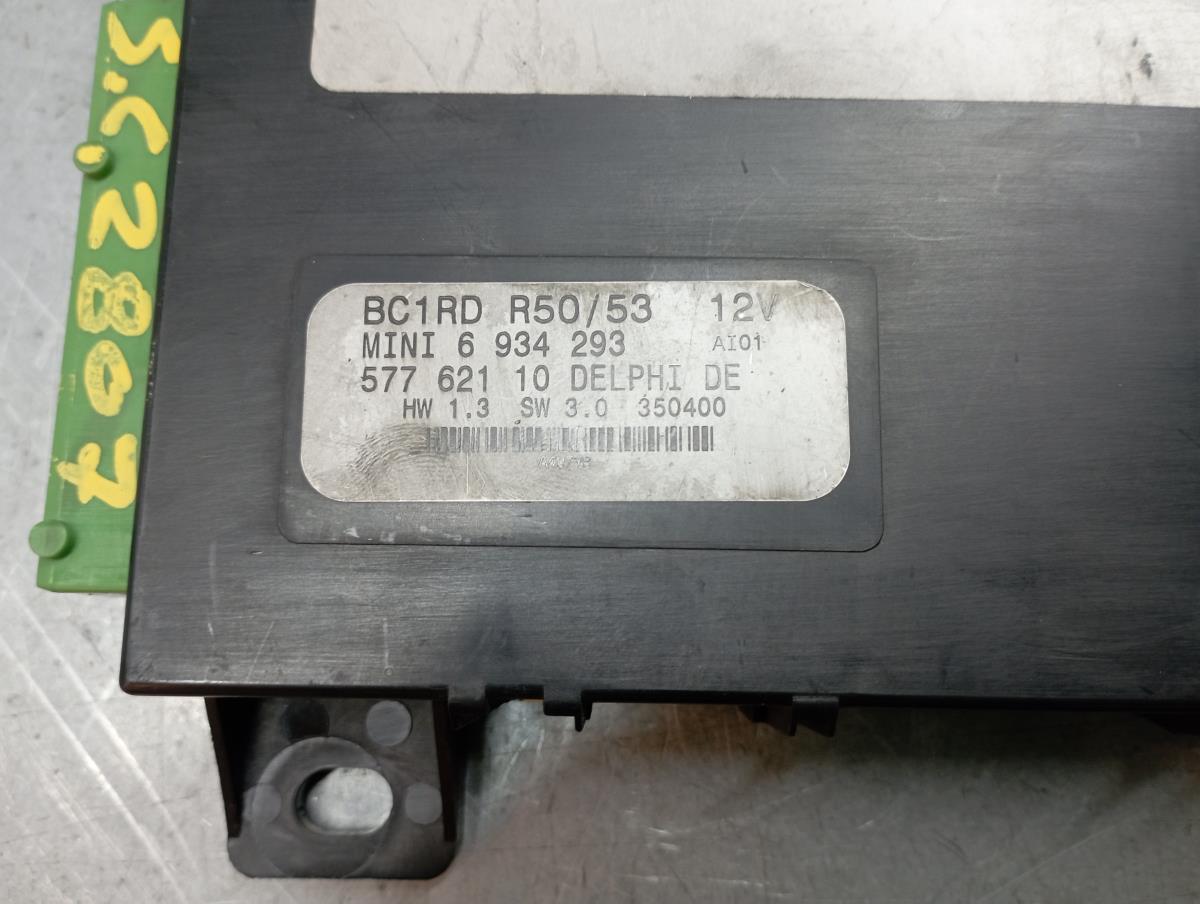 S.C, 2807
BC1RD R50/53 12V
MINI 6 934 293 AI01
577 621 10 DELPHI DE
HW 1.3 SW 3.0 350400